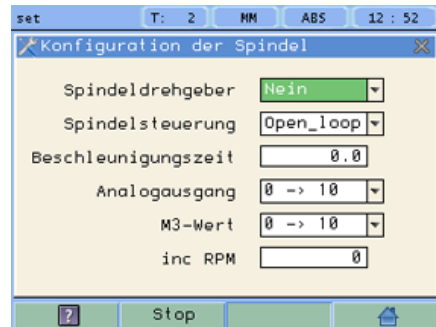 set T: 2 MM ABS 12 : 52
Konfiguration der Spindel
Spindeldrehgeber Nein
Spindelsteuerung Open_loop
Beschleunigungszeit 0.0
Analogausgang 0 -> 10
M3-Wert 0 -> 10
inc RPM 0
? Stop